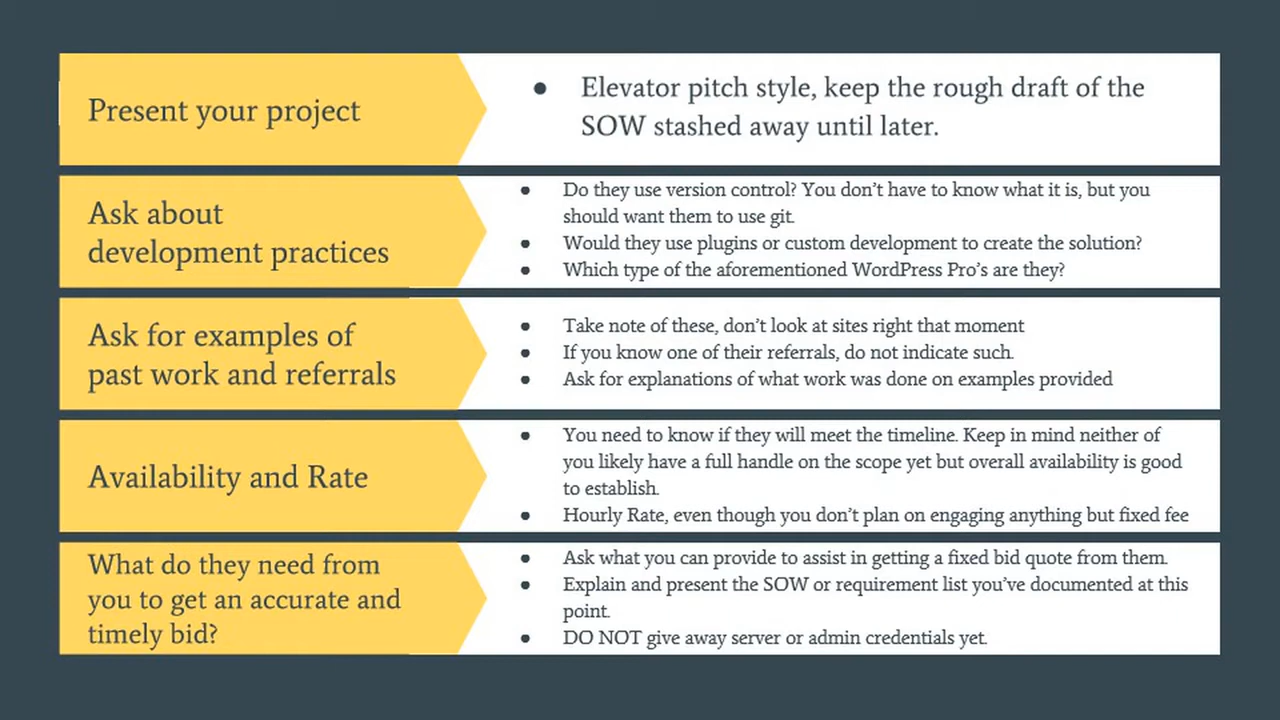 Present your project
● Elevator pitch style, keep the rough draft of the
SOW stashed away until later.
Ask about
development practices
● Do they use version control? You don't have to know what it is, but you
should want them to use git.
● Would they use plugins or custom development to create the solution?
● Which type of the aforementioned WordPress Pro's are they?
Ask for examples of
past work and referrals
● Take note of these, don't look at sites right that moment
● If you know one of their referrals, do not indicate such.
● Ask for explanations of what work was done on examples provided
Availability and Rate
● You need to know if they will meet the timeline. Keep in mind neither of
you likely have a full handle on the scope yet but overall availability is good
to establish.
● Hourly Rate, even though you don't plan on engaging anything but fixed fee
What do they need from
you to get an accurate and
timely bid?
● Ask what you can provide to assist in getting a fixed bid quote from them.
● Explain and present the SOW or requirement list you've documented at this
point.
● DO NOT give away server or admin credentials yet.